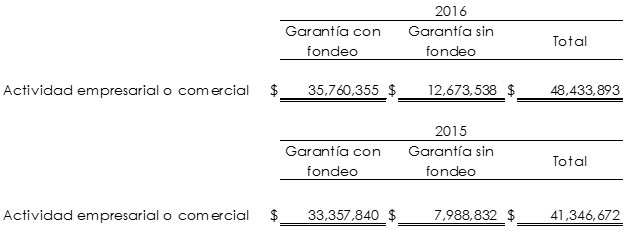 2016
Garantía con fondeo Garantía sin fondeo Total
Actividad empresarial o comercial $ 35,760,355 $ 12,673,538 $ 48,433,893
2015
Garantía con fondeo Garantía sin fondeo Total
Actividad empresarial o comercial $ 33,357,840 $ 7,988,832 $ 41,346,672